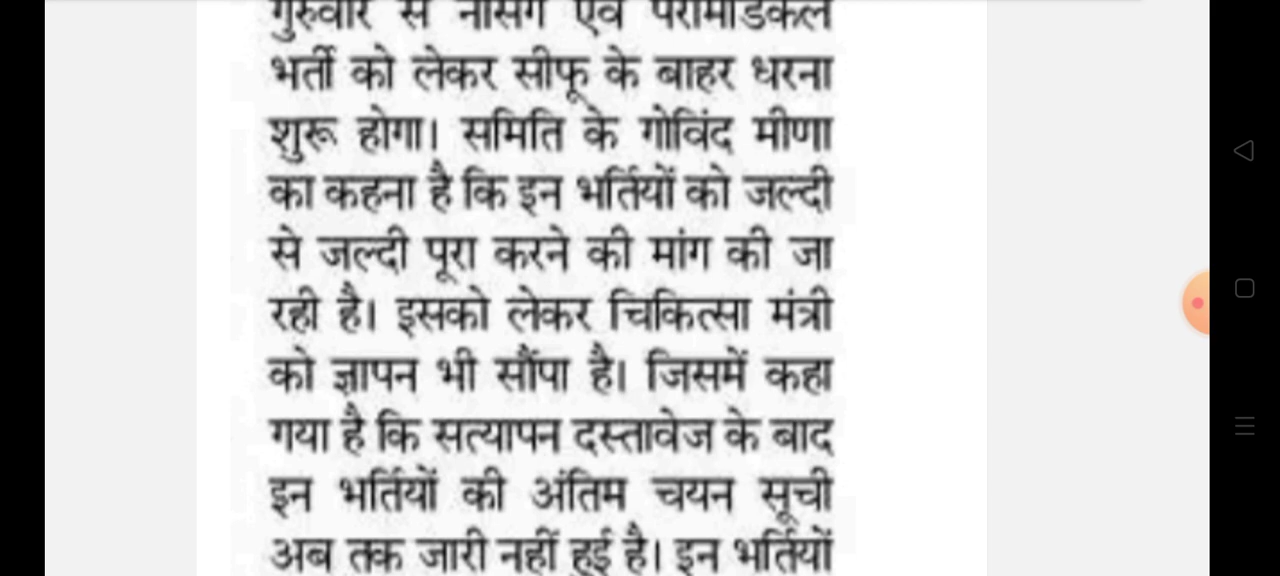 गुरुवार से नर्सिंग एवं पैरामेडिकल
भर्ती को लेकर सीफू के बाहर धरना
शुरू होगा। समिति के गोविंद मीणा
का कहना है कि इन भर्तियों को जल्दी
से जल्दी पूरा करने की मांग की जा
रही है। इसको लेकर चिकित्सा मंत्री
को ज्ञापन भी सौंपा है। जिसमें कहा
गया है कि सत्यापन दस्तावेज के बाद
इन भर्तियों की अंतिम चयन सूची
अब तक जारी नहीं हुई है। इन भर्तियों